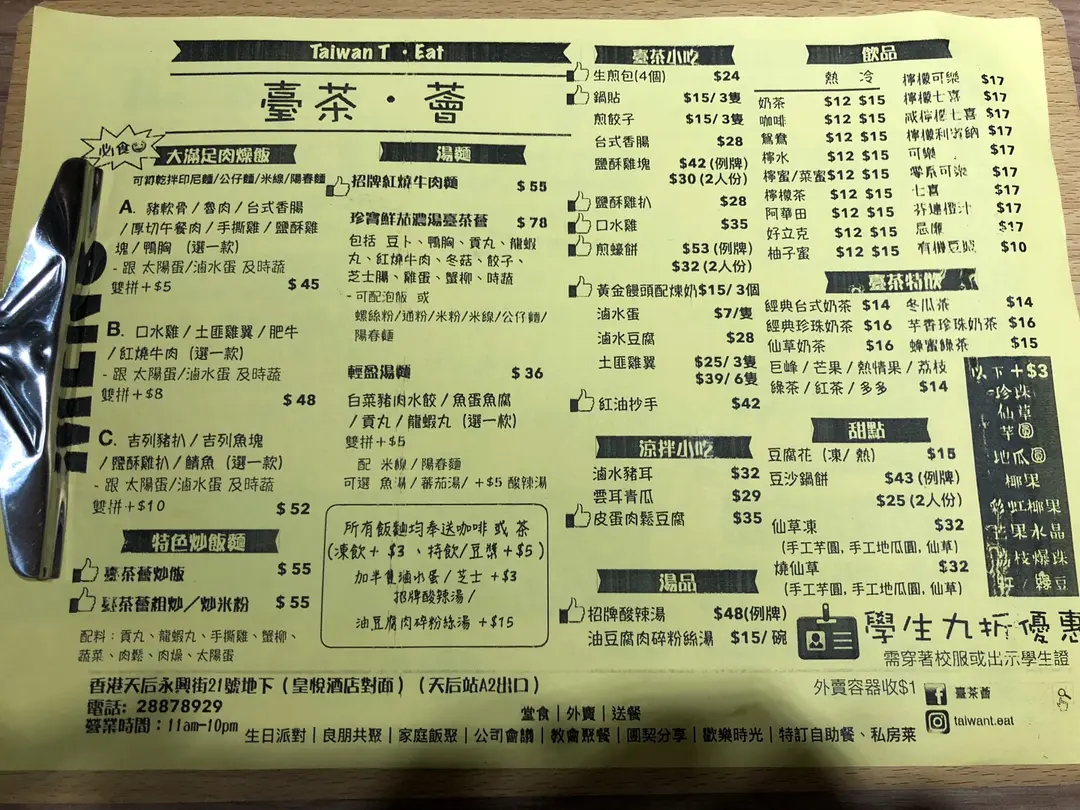 Taiwan T · Eat
臺茶·薈
必食
大滿足肉燥飯
可轉乾拌印尼麵/公仔麵/米線/陽春麵
A. 豬軟骨 / 魯肉 / 台式香腸
/ 厚切午餐肉 / 手撕雞 / 鹽酥雞
塊 / 鴨胸 (選一款)
- 跟 太陽蛋/滷水蛋 及時蔬
雙拼+$5 $45
B. 口水雞 / 土匪雞翼 / 肥牛
/ 紅燒牛肉 (選一款)
- 跟 太陽蛋/滷水蛋 及時蔬
雙拼+$8 $48
C. 吉列豬扒 / 吉列魚塊
/ 鹽酥雞扒 / 鯖魚 (選一款)
- 跟 太陽蛋/滷水蛋 及時蔬
雙拼+$10 $52
特色炒飯麵
臺茶薈炒飯 $55
臺茶薈粗炒/炒米粉 $55
配料：貢丸、龍蝦丸、手撕雞、蟹柳、
蔬菜、肉鬆、肉燥、太陽蛋
湯麵
招牌紅燒牛肉麵 $55
珍寶鮮茄濃湯臺茶薈 $78
包括 豆卜、鴨胸、貢丸、龍蝦
丸、紅燒牛肉、冬菇、餃子、
芝士腸、雞蛋、蟹柳、時蔬
- 可配泡飯 或
螺絲粉/通粉/米粉/米線/公仔麵/
陽春麵
輕盈湯麵 $36
白菜豬肉水餃 / 魚蛋魚腐
/ 貢丸 / 龍蝦丸 (選一款)
雙拼+$5
配 米線/陽春麵
可選 魚湯/蕃茄湯/ +$5 酸辣湯
所有飯麵均奉送咖啡 或 茶
(凍飲+ $3 、特飲/豆漿+$5)
加半隻滷水蛋/芝士 +$3
招牌酸辣湯/
油豆腐肉碎粉絲湯 +$15
臺茶小吃
生煎包(4個) $24
鍋貼 $15/ 3隻
煎餃子 $15/ 3隻
台式香腸 $28
鹽酥雞塊 $42 (例牌)
$30 (2人份)
鹽酥雞扒 $28
口水雞 $35
煎蠔餅 $53 (例牌)
$32 (2人份)
黃金饅頭配煉奶 $15/ 3個
滷水蛋 $7/隻
滷水豆腐 $28
土匪雞翼 $25/ 3隻
$39/ 6隻
紅油抄手 $42
涼拌小吃
滷水豬耳 $32
雲耳青瓜 $29
皮蛋肉鬆豆腐 $35
湯品
招牌酸辣湯 $48(例牌)
油豆腐肉碎粉絲湯 $15/ 碗
飲品
熱 冷
奶茶 $12 $15
咖啡 $12 $15
鴛鴦 $12 $15
檸水 $12 $15
檸蜜/菜蜜 $12 $15
檸檬茶 $12 $15
阿華田 $12 $15
好立克 $12 $15
柚子蜜 $12 $15
檸檬可樂 $17
檸檬七喜 $17
咸檸檬七喜 $17
檸檬利賓納 $17
可樂 $17
零系可樂 $17
七喜 $17
芬達橙汁 $17
忌廉 $17
有機豆漿 $10
臺茶特飲
經典台式奶茶 $14 冬瓜茶 $14
經典珍珠奶茶 $16 芋香珍珠奶茶 $16
仙草奶茶 $16 蜂蜜綠茶 $15
巨峰 / 芒果 / 熱情果 / 荔枝
綠茶 / 紅茶 / 多多 $14
以下+$3
珍珠
仙草
芋圓
地瓜圓
椰果
彩虹椰果
芒果水晶
荔枝爆珠
紅/綠豆
甜點
豆腐花 (凍/ 熱) $15
豆沙鍋餅 $43 (例牌)
$25 (2人份)
仙草凍 $32
(手工芋圓, 手工地瓜圓, 仙草)
燒仙草 $32
(手工芋圓, 手工地瓜圓, 仙草)
學生九折優惠
需穿著校服或出示學生證
外賣容器收$1
臺茶薈
taiwant.eat
香港天后永興街21號地下 (皇悅酒店對面) (天后站A2出口)
電話: 28878929
營業時間：11am-10pm
堂食 | 外賣 | 送餐
生日派對 | 良朋共聚 | 家庭飯聚 | 公司會議 | 教會聚餐 | 團契分享 | 歡樂時光 | 特訂自助餐、私房菜